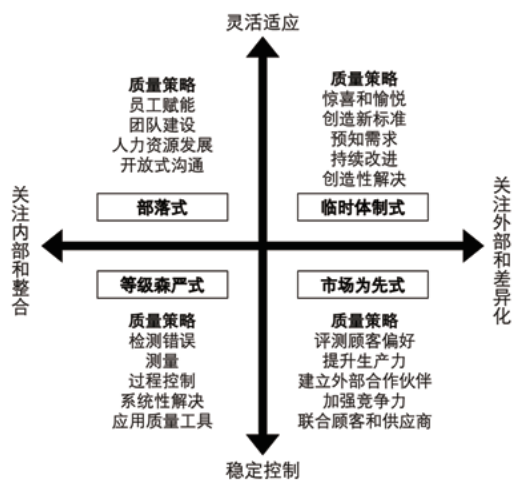 灵活适应
质量策略
员工赋能
团队建设
人力资源发展
开放式沟通
部落式
质量策略
惊喜和愉悦
创造新标准
预知需求
持续改进
创造性解决
临时体制式
关注内部和整合
关注外部和差异化
等级森严式
质量策略
检测错误
测量
过程控制
系统性解决
应用质量工具
市场为先式
质量策略
评测顾客偏好
提升生产力
建立外部合作伙伴
加强竞争力
联合顾客和供应商
稳定控制